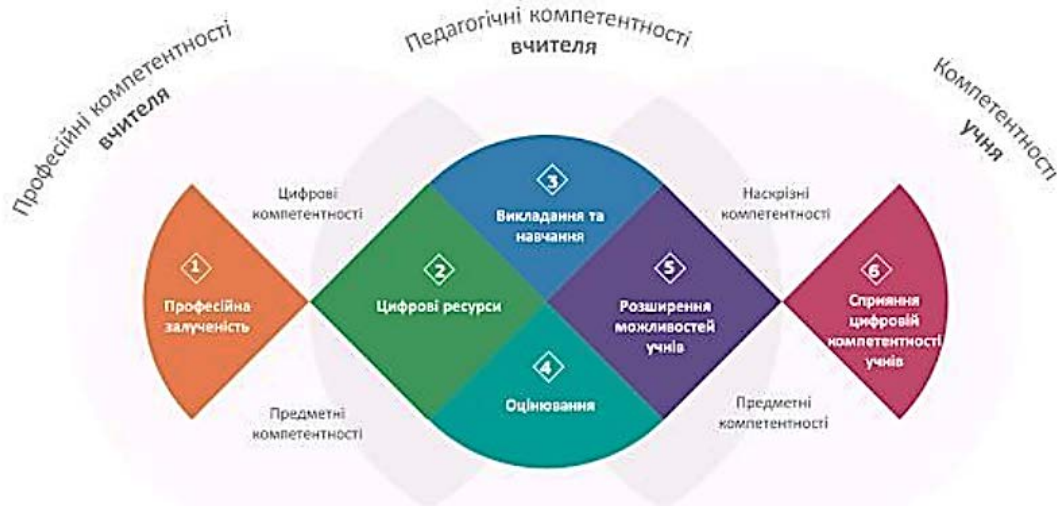 Професійні компетентності
вчителя
Педагогічні компетентності
вчителя
Компетентності
учня
Цифрові
компетентності
Наскрізні
компетентності
1
Професійна
залученість
2
Цифрові ресурси
3
Викладання та
навчання
4
Оцінювання
5
Розширення
можливостей
учнів
6
Сприяння
цифровій
компетентності
учнів
Предметні
компетентності
Предметні
компетентності